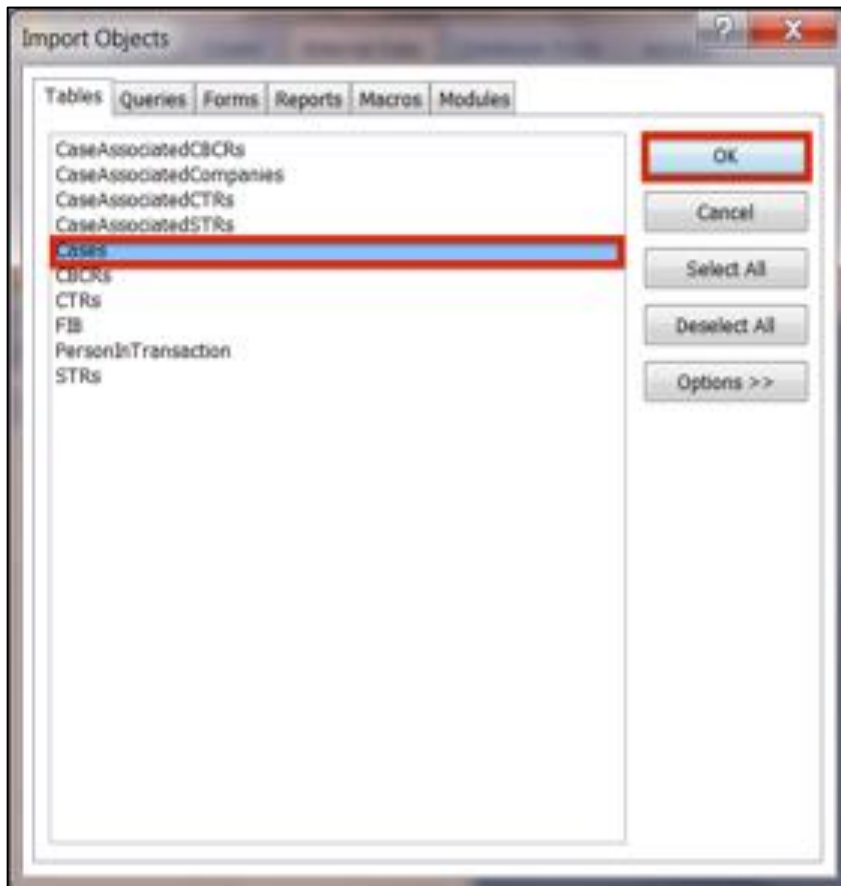 Import Objects
Tables Queries Forms Reports Macros Modules
CaseAssociatedCBCRs
CaseAssociatedCompanies
CaseAssociatedCTRs
CaseAssociatedSTRs
Cases
CBCRs
CTRs
FIB
PersonInTransaction
STRs
OK
Cancel
Select All
Deselect All
Options >>